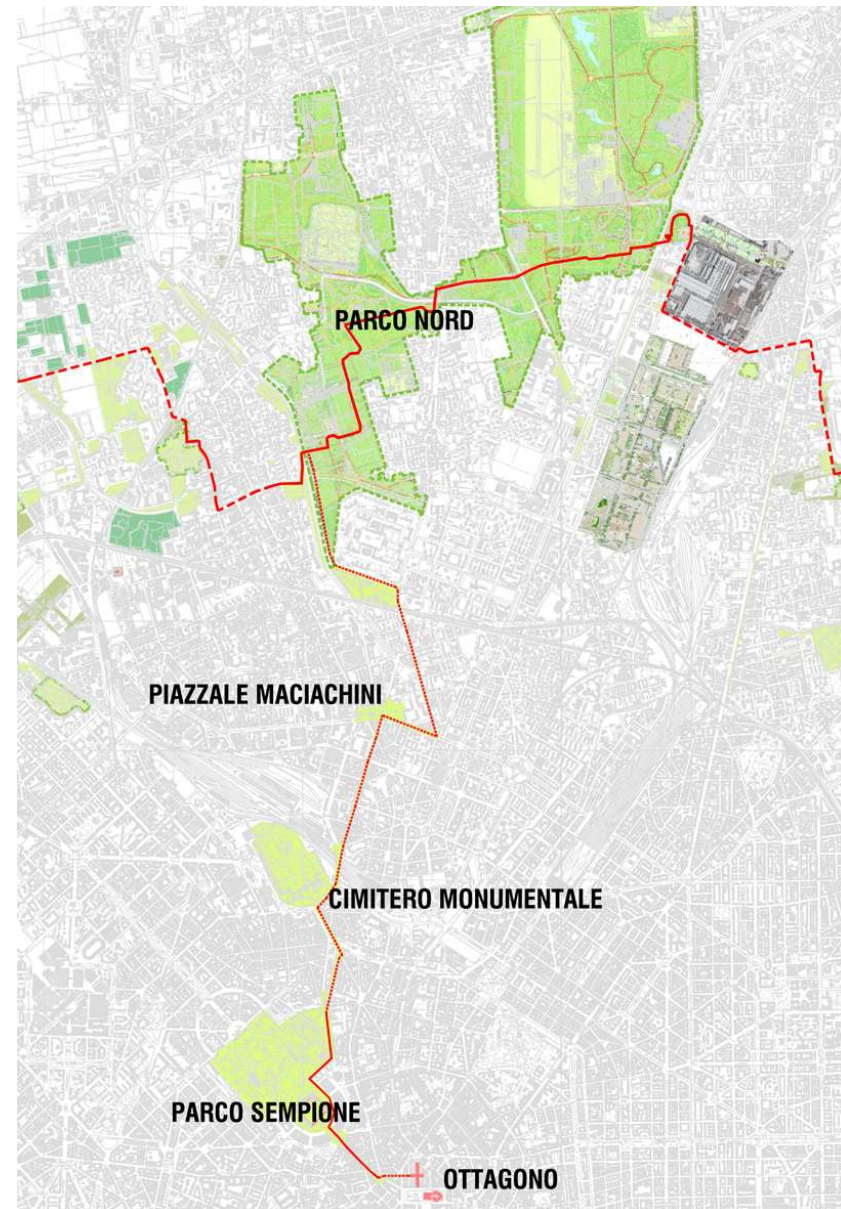 PARCO NORD
PIAZZALE MACIACHINI
CIMITERO MONUMENTALE
PARCO SEMPIONE
OTTAGONO